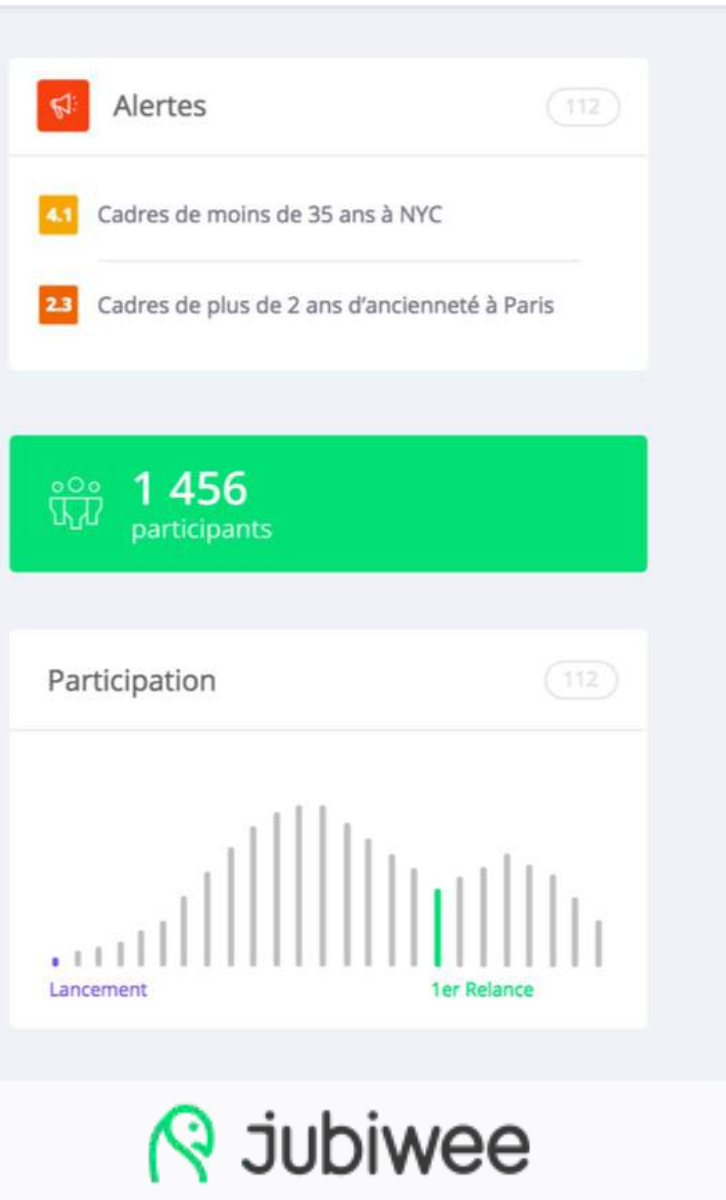 Alertes 112
4.1 Cadres de moins de 35 ans à NYC
2.3 Cadres de plus de 2 ans d'ancienneté à Paris
1 456
participants
Participation 112
Lancement 1er Relance
jubiwee